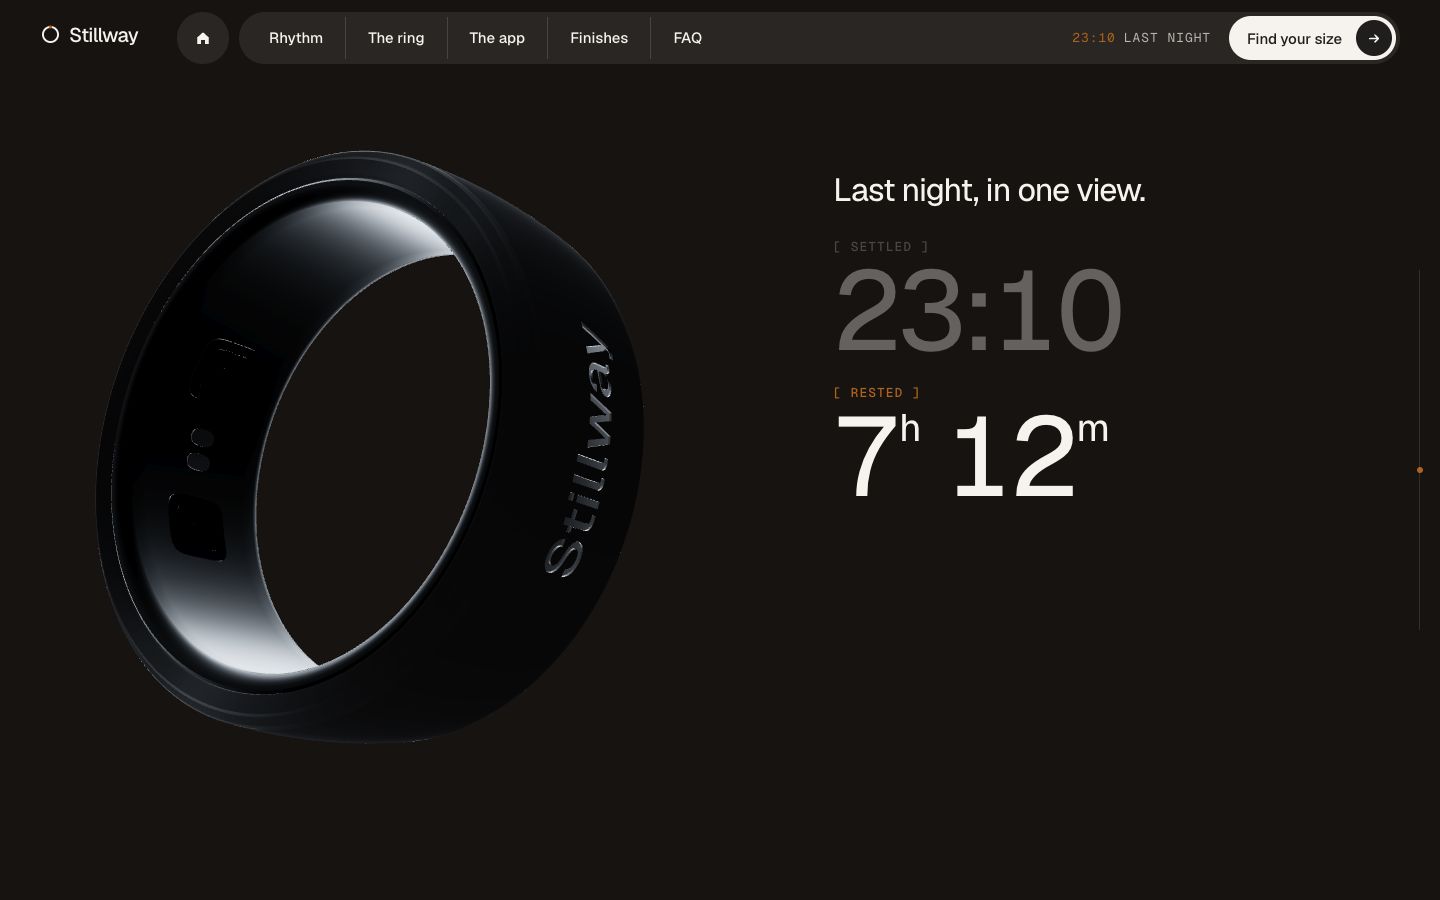 Stillway
Rhythm
The ring
The app
Finishes
FAQ
23:10 LAST NIGHT
Find your size
Last night, in one view.
[ SETTLED ]
23:10
[ RESTED ]
7h 12m
Stillway